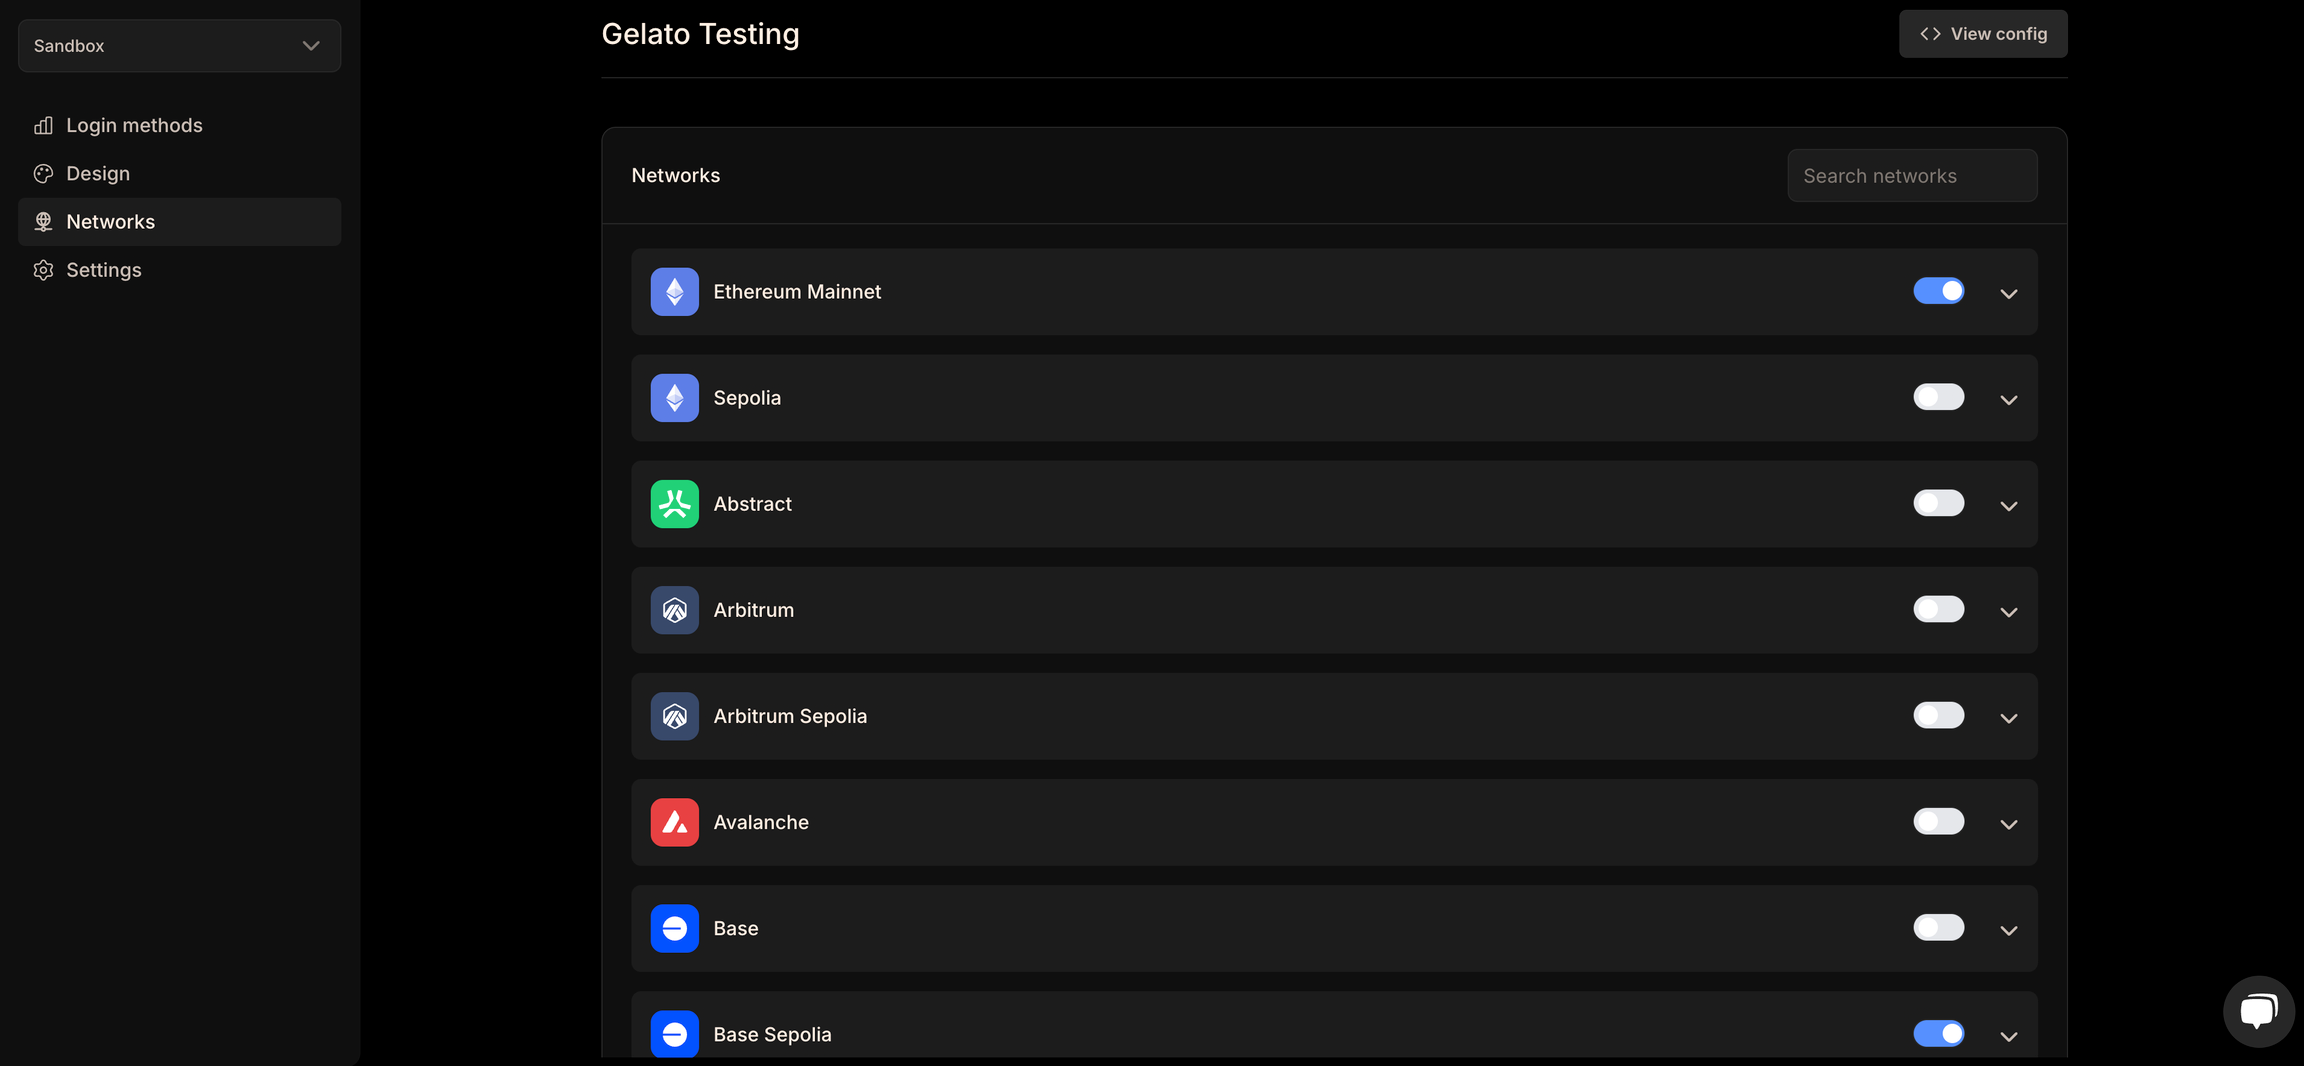 Sandbox
Login methods
Design
Networks
Settings
Gelato Testing
View config
Networks
Search networks
Ethereum Mainnet
Sepolia
Abstract
Arbitrum
Arbitrum Sepolia
Avalanche
Base
Base Sepolia